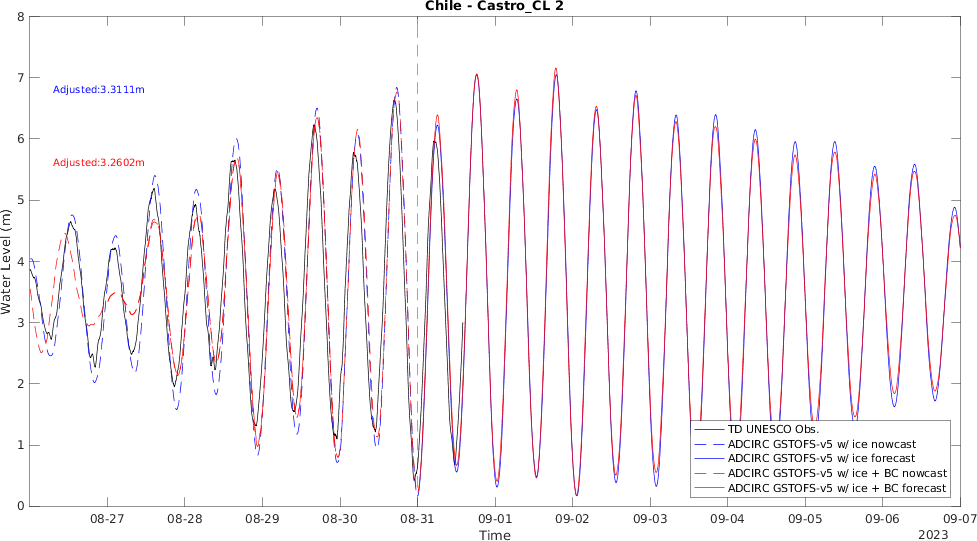 Chile - Castro_CL 2
8
7
6
5
4
3
2
1
0
Water Level (m)
Adjusted:3.3111m
Adjusted:3.2602m
TD UNESCO Obs.
ADCIRC GSTOFS-v5 w/ ice nowcast
ADCIRC GSTOFS-v5 w/ ice forecast
ADCIRC GSTOFS-v5 w/ ice + BC nowcast
ADCIRC GSTOFS-v5 w/ ice + BC forecast
08-27 08-28 08-29 08-30 08-31 09-01 09-02 09-03 09-04 09-05 09-06 09-07
Time
2023